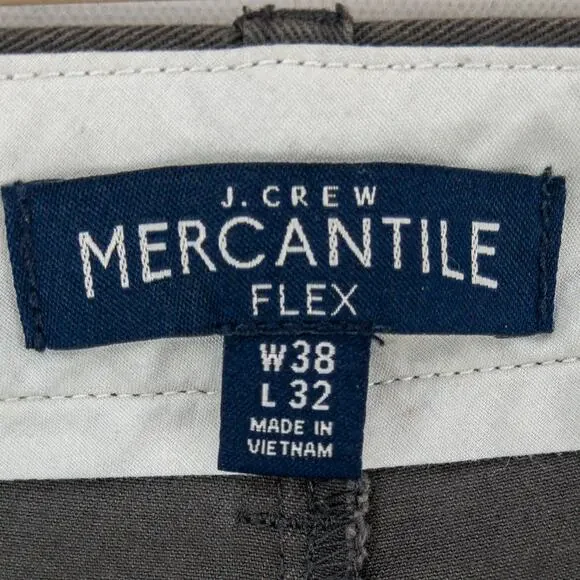 J. CREW
MERCANTILE
FLEX
W38
L 32
MADE IN
VIETNAM